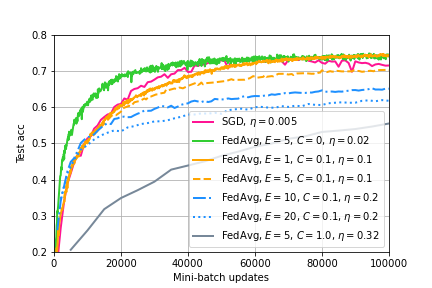 0.8
0.7
0.6
0.5
0.4
0.3
0.2
Test acc
SGD, η = 0.005
FedAvg, E = 5, C = 0, η = 0.02
FedAvg, E = 1, C = 0.1, η = 0.1
FedAvg, E = 5, C = 0.1, η = 0.1
FedAvg, E = 10, C = 0.1, η = 0.2
FedAvg, E = 20, C = 0.1, η = 0.2
FedAvg, E = 5, C = 1.0, η = 0.32
0 20000 40000 60000 80000 100000
Mini-batch updates